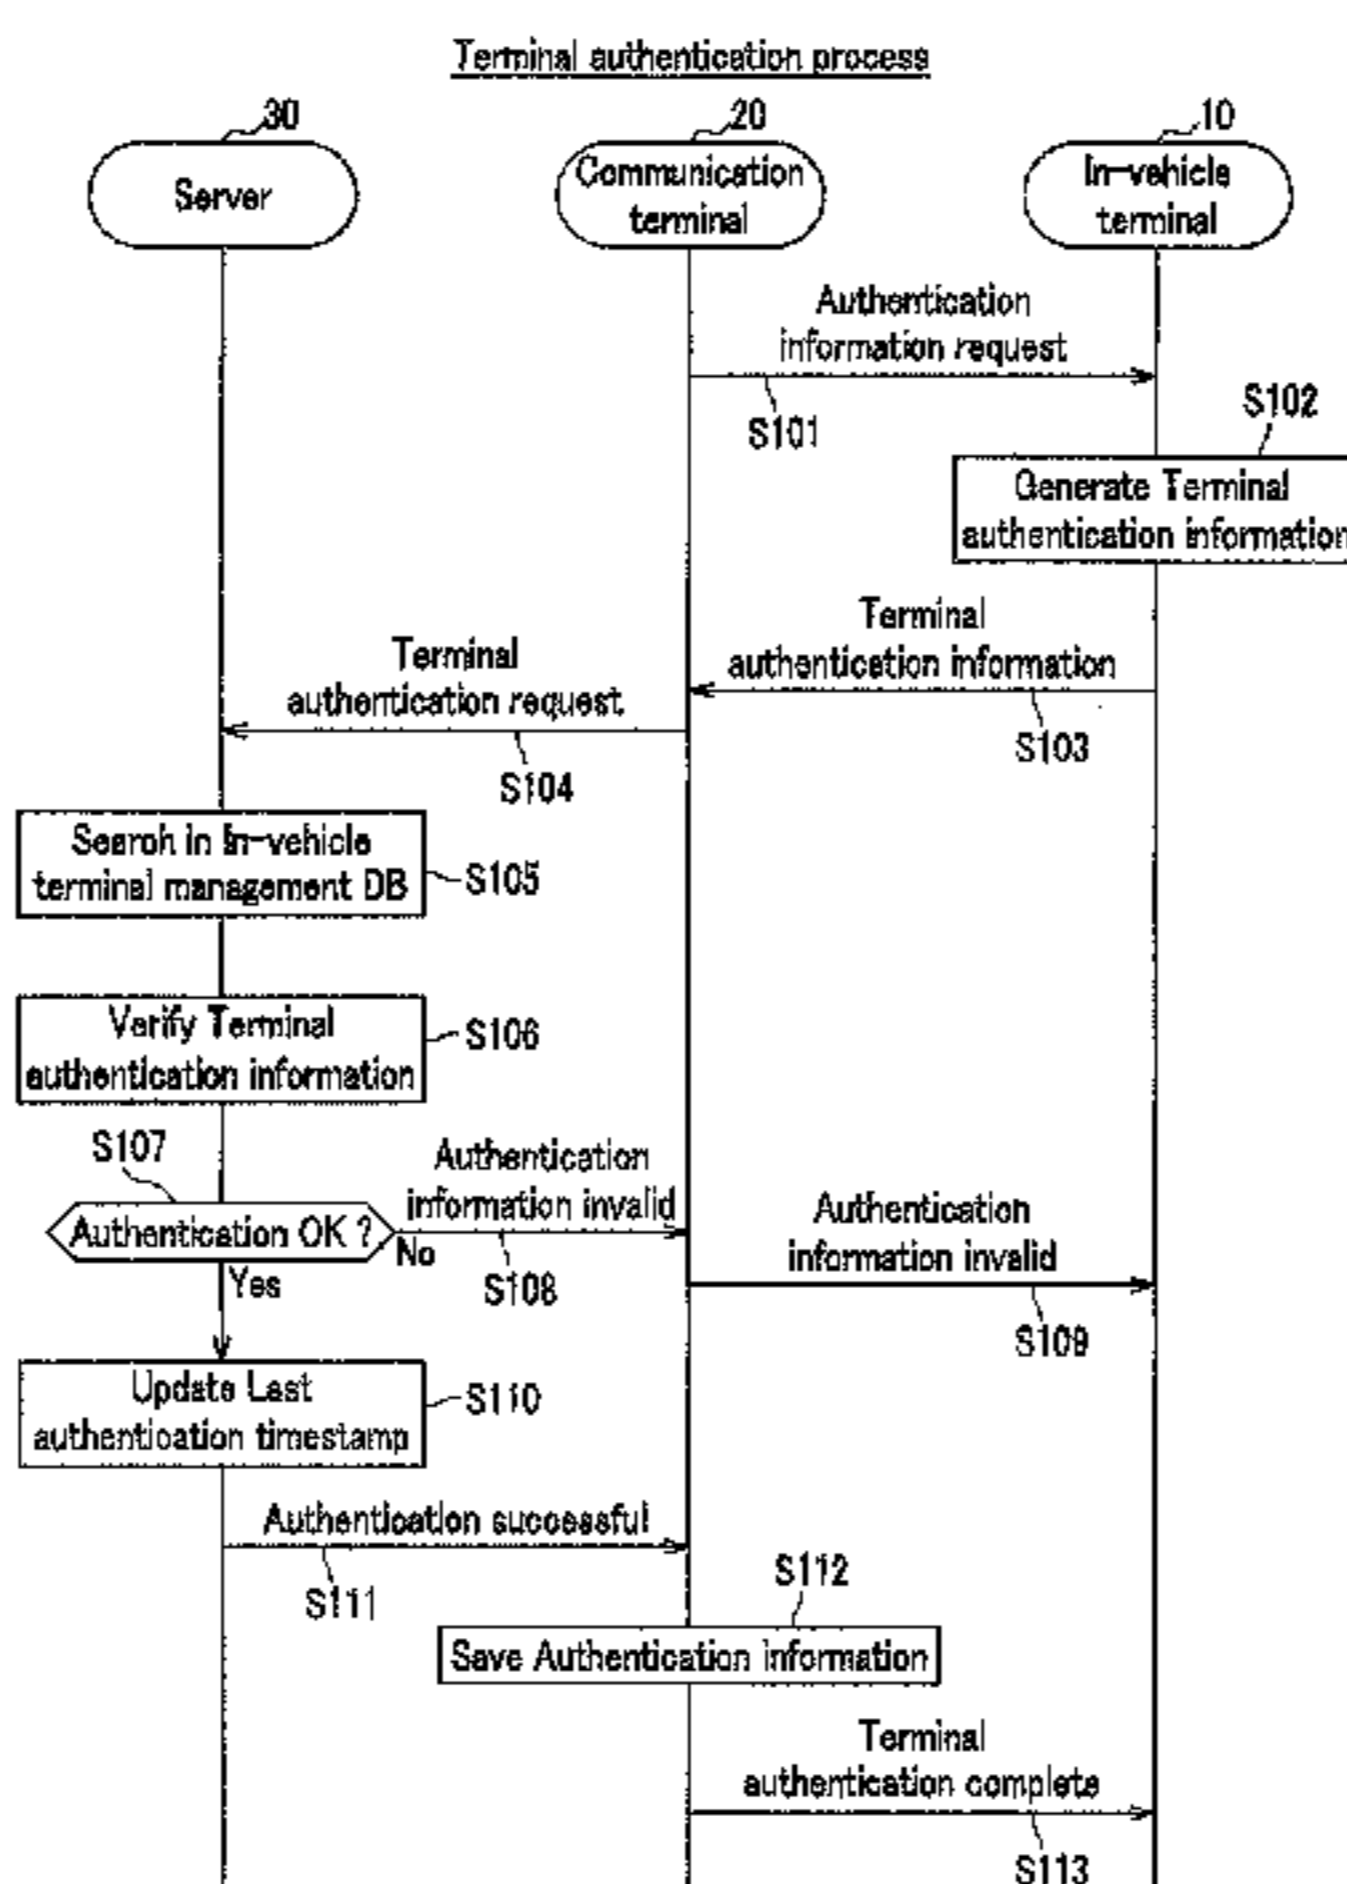 Terminal authentication process
30
20
10
Server
Communication
terminal
In-vehicle
terminal
Authentication
information request
S101
S102
Generate Terminal
authentication information
Terminal
authentication information
S103
Terminal
authentication request
S104
Search in In-vehicle
terminal management DB
S105
Verify Terminal
authentication information
S106
S107
Authentication OK ?
No
Yes
Authentication
information invalid
S108
Authentication
information invalid
S109
Update Last
authentication timestamp
S110
Authentication successful
S111
S112
Save Authentication information
Terminal
authentication complete
S113